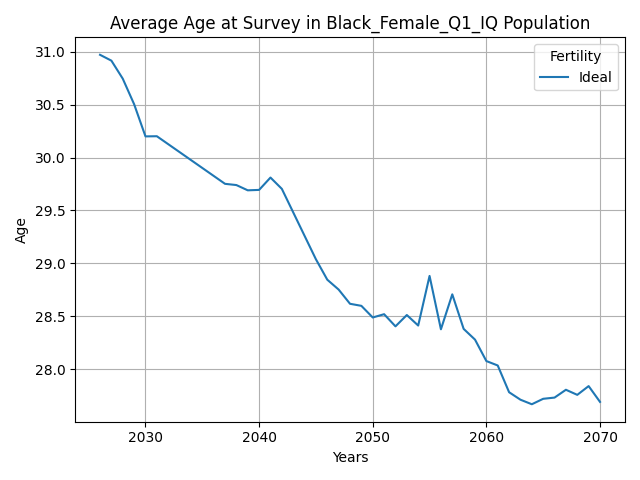 Average Age at Survey in Black_Female_Q1_IQ Population
Fertility
Ideal
31.0
30.5
30.0
29.5
29.0
28.5
28.0
Age
2030 2040 2050 2060 2070
Years